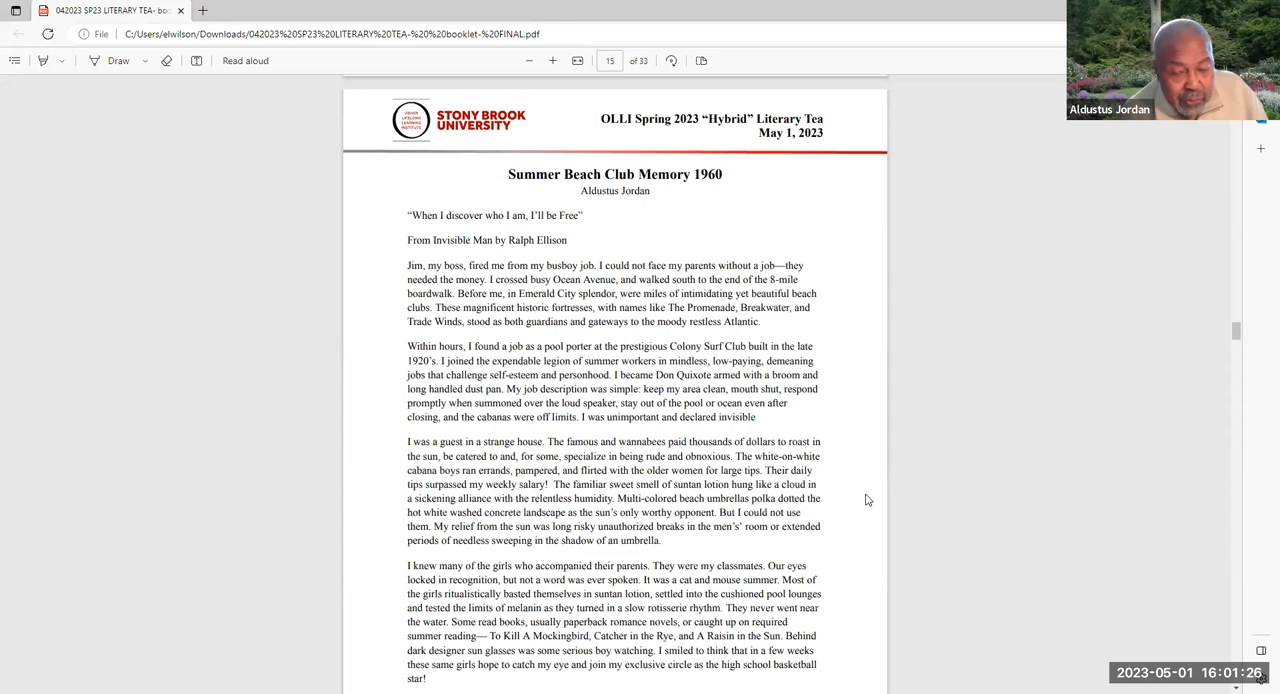 042023 SP23 LITERARY TEA- boo
File
C:/Users/elwilson/Downloads/042023%20SP23%20LITERARY%20TEA-%20%20booklet-%20FINAL.pdf
Draw
Read aloud
15
of 33
Aldustus Jordan
OSHER
LIFELONG
LEARNING
INSTITUTE
STONY BROOK
UNIVERSITY
OLLI Spring 2023 “Hybrid” Literary Tea
May 1, 2023
Summer Beach Club Memory 1960
Aldustus Jordan
“When I discover who I am, I’ll be Free”
From Invisible Man by Ralph Ellison
Jim, my boss, fired me from my busboy job. I could not face my parents without a job—they
needed the money. I crossed busy Ocean Avenue, and walked south to the end of the 8-mile
boardwalk. Before me, in Emerald City splendor, were miles of intimidating yet beautiful beach
clubs. These magnificent historic fortresses, with names like The Promenade, Breakwater, and
Trade Winds, stood as both guardians and gateways to the moody restless Atlantic.
Within hours, I found a job as a pool porter at the prestigious Colony Surf Club built in the late
1920’s. I joined the expendable legion of summer workers in mindless, low-paying, demeaning
jobs that challenge self-esteem and personhood. I became Don Quixote armed with a broom and
long handled dust pan. My job description was simple: keep my area clean, mouth shut, respond
promptly when summoned over the loud speaker, stay out of the pool or ocean even after
closing, and the cabanas were off limits. I was unimportant and declared invisible
I was a guest in a strange house. The famous and wannabees paid thousands of dollars to roast in
the sun, be catered to and, for some, specialize in being rude and obnoxious. The white-on-white
cabana boys ran errands, pampered, and flirted with the older women for large tips. Their daily
tips surpassed my weekly salary! The familiar sweet smell of suntan lotion hung like a cloud in
a sickening alliance with the relentless humidity. Multi-colored beach umbrellas polka dotted the
hot white washed concrete landscape as the sun’s only worthy opponent. But I could not use
them. My relief from the sun was long risky unauthorized breaks in the men’s’ room or extended
periods of needless sweeping in the shadow of an umbrella.
I knew many of the girls who accompanied their parents. They were my classmates. Our eyes
locked in recognition, but not a word was ever spoken. It was a cat and mouse summer. Most of
the girls ritualistically basted themselves in suntan lotion, settled into the cushioned pool lounges
and tested the limits of melanin as they turned in a slow rotisserie rhythm. They never went near
the water. Some read books, usually paperback romance novels, or caught up on required
summer reading— To Kill A Mockingbird, Catcher in the Rye, and A Raisin in the Sun. Behind
dark designer sun glasses was some serious boy watching. I smiled to think that in a few weeks
these same girls hope to catch my eye and join my exclusive circle as the high school basketball
star!
2023-05-01 16:01:26